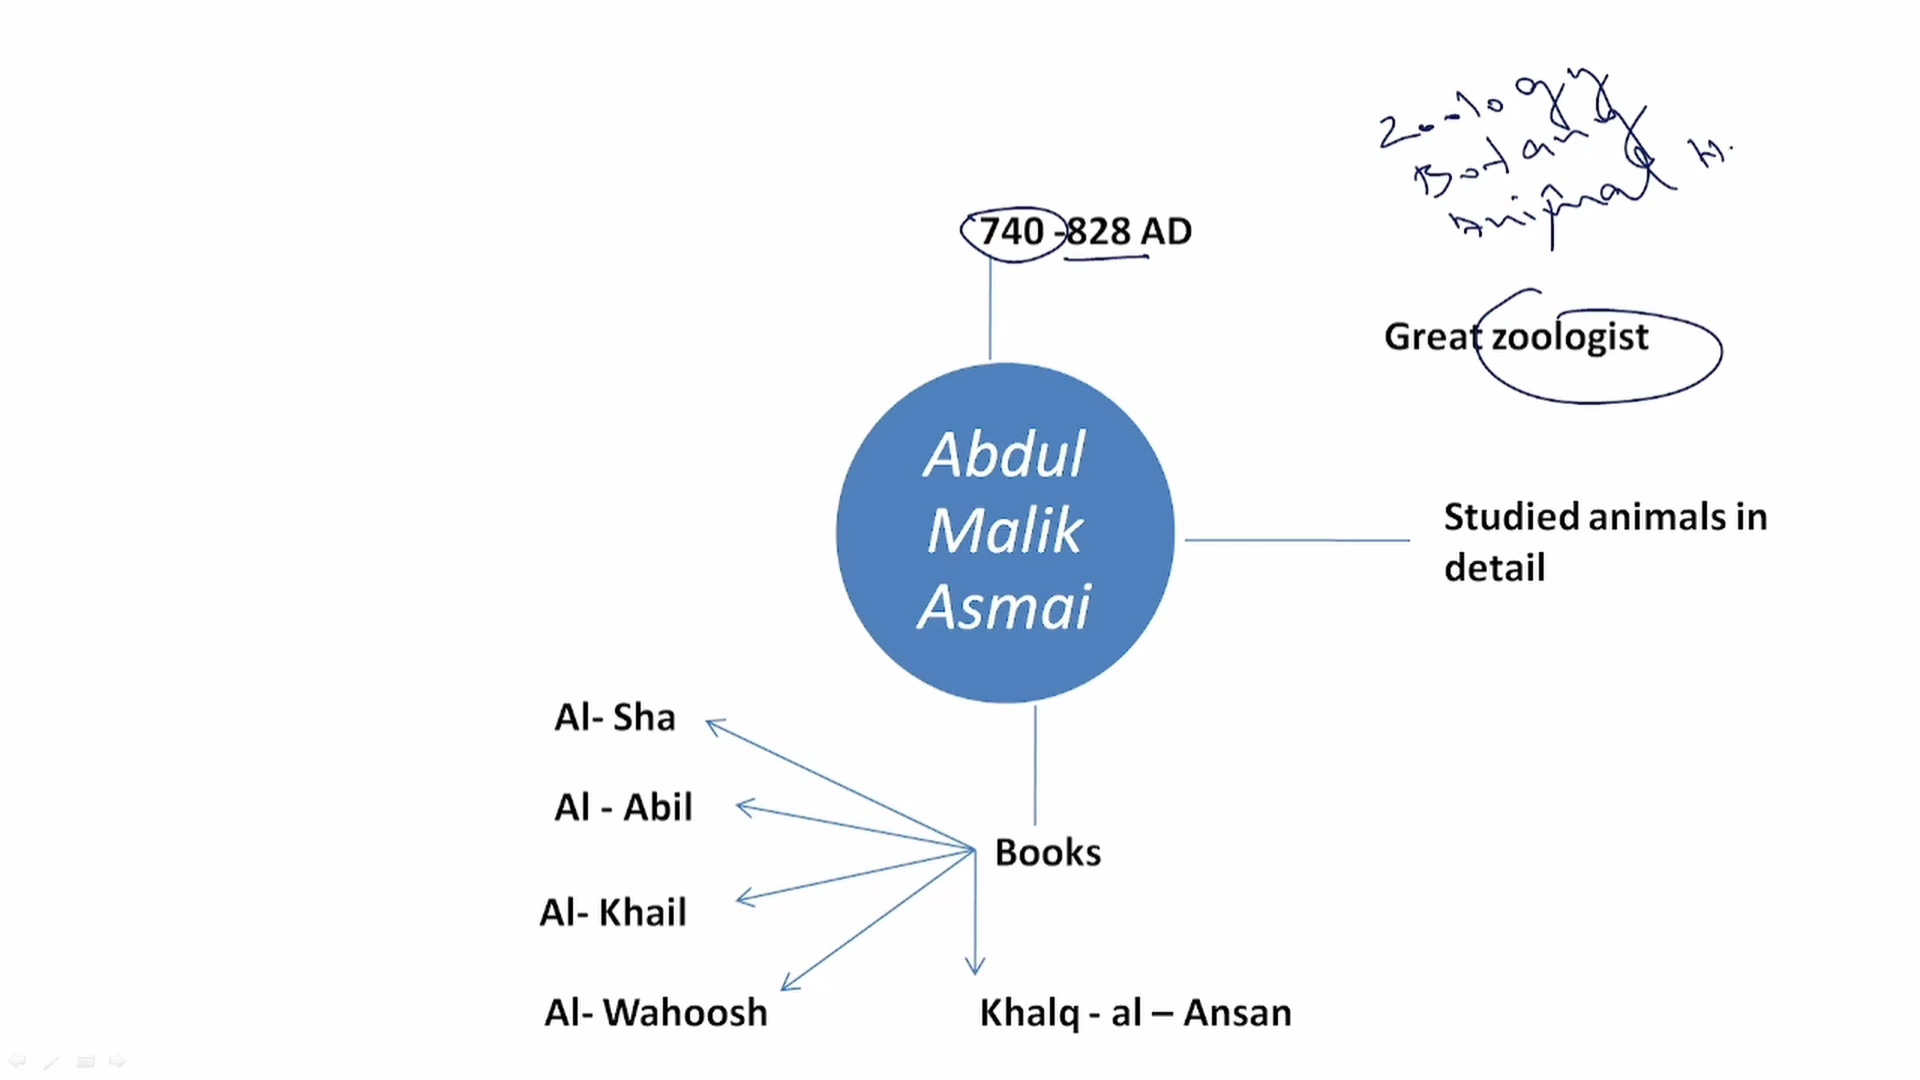 Zoology
Botany
Animal H.
740 -828 AD
Great zoologist
Abdul
Malik
Asmai
Studied animals in
detail
Al- Sha
Al - Abil
Books
Al- Khail
Al- Wahoosh
Khalq - al – Ansan